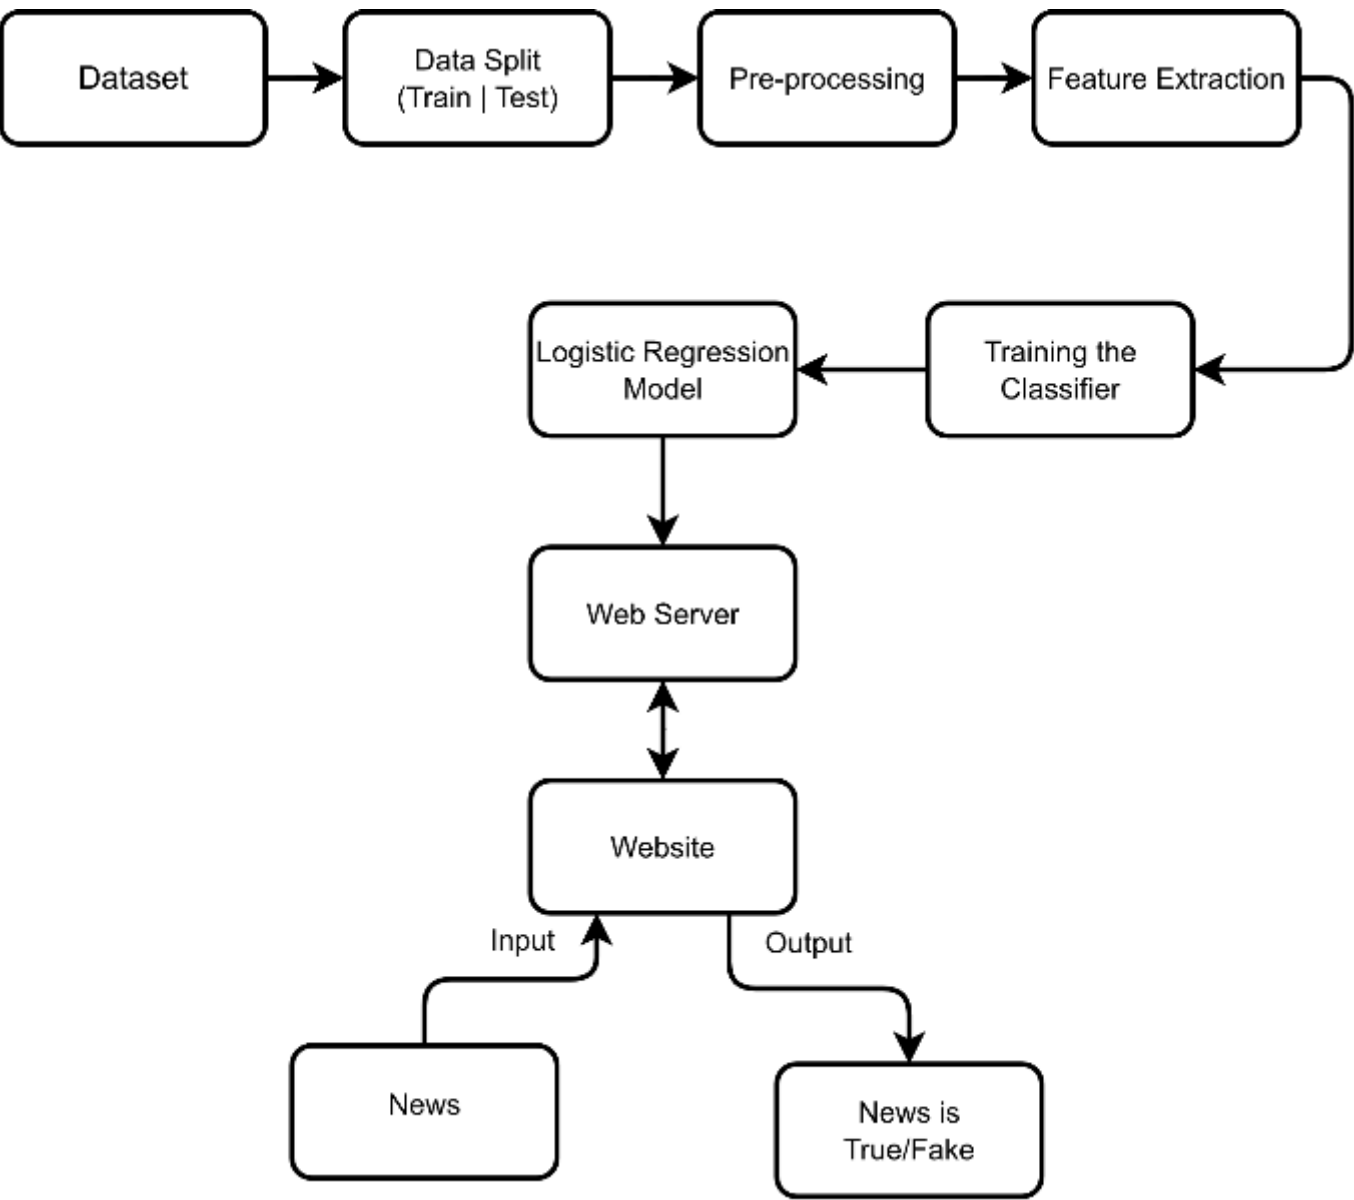 Dataset
Data Split
(Train | Test)
Pre-processing
Feature Extraction
Training the
Classifier
Logistic Regression
Model
Web Server
Website
Input
Output
News
News is
True/Fake